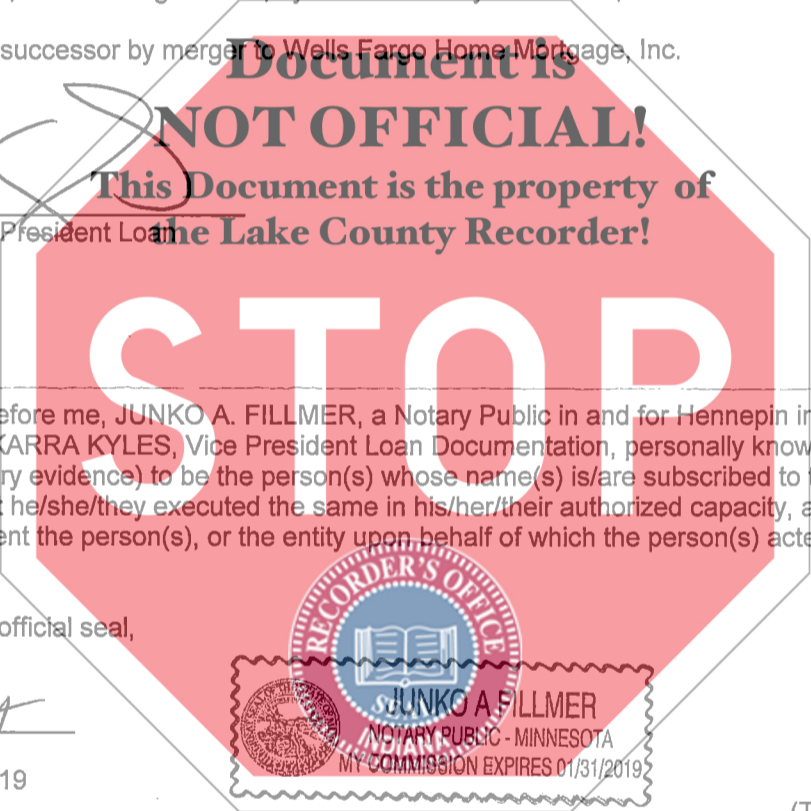 successor by merger to Wells Fargo Home Mortgage, Inc.
Document is
NOT OFFICIAL!
This Document is the property of
the Lake County Recorder!
President Loan
STOP
efore me, JUNKO A. FILLMER, a Notary Public in and for Hennepin i
KARRA KYLES, Vice President Loan Documentation, personally know
ry evidence) to be the person(s) whose name(s) is/are subscribed to
t he/she/they executed the same in his/her/their authorized capacity, a
ent the person(s), or the entity upon behalf of which the person(s) acte
official seal,
RECORDER'S OFFICE
SEAL
INDIANA
JUNKO A FILLMER
NOTARY PUBLIC - MINNESOTA
MY COMMISSION EXPIRES 01/31/2019
19